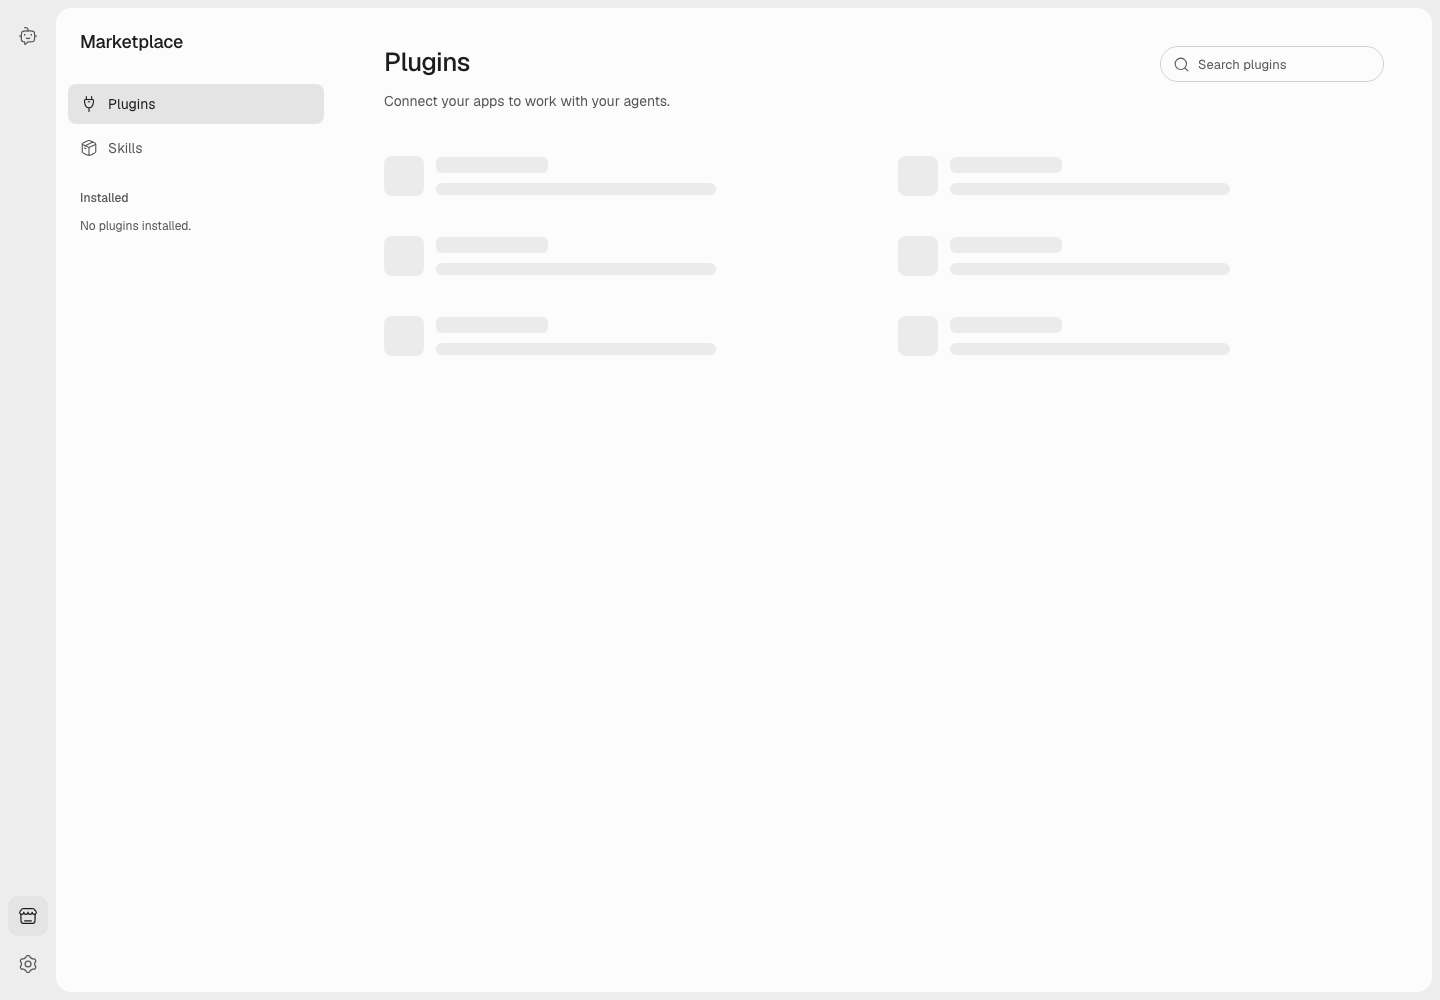 Marketplace
Plugins
Skills
Installed
No plugins installed.
Plugins
Connect your apps to work with your agents.
Search plugins